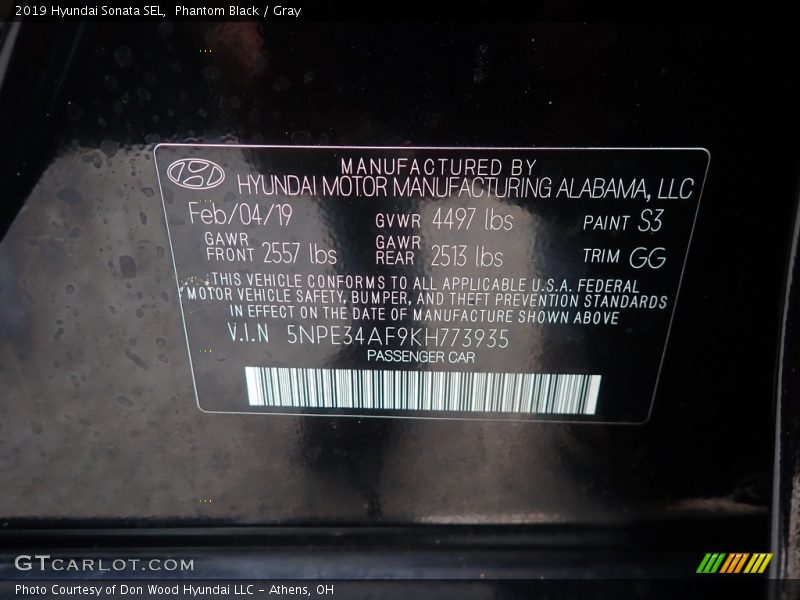 2019 Hyundai Sonata SEL, Phantom Black / Gray
MANUFACTURED BY
HYUNDAI MOTOR MANUFACTURING ALABAMA, LLC
Feb/04/19 GVWR 4497 lbs PAINT S3
GAWR FRONT 2557 lbs GAWR REAR 2513 lbs TRIM GG
THIS VEHICLE CONFORMS TO ALL APPLICABLE U.S.A. FEDERAL
MOTOR VEHICLE SAFETY, BUMPER, AND THEFT PREVENTION STANDARDS
IN EFFECT ON THE DATE OF MANUFACTURE SHOWN ABOVE
V.I.N 5NPE34AF9KH773935
PASSENGER CAR
GTCARLOT.COM
Photo Courtesy of Don Wood Hyundai LLC - Athens, OH